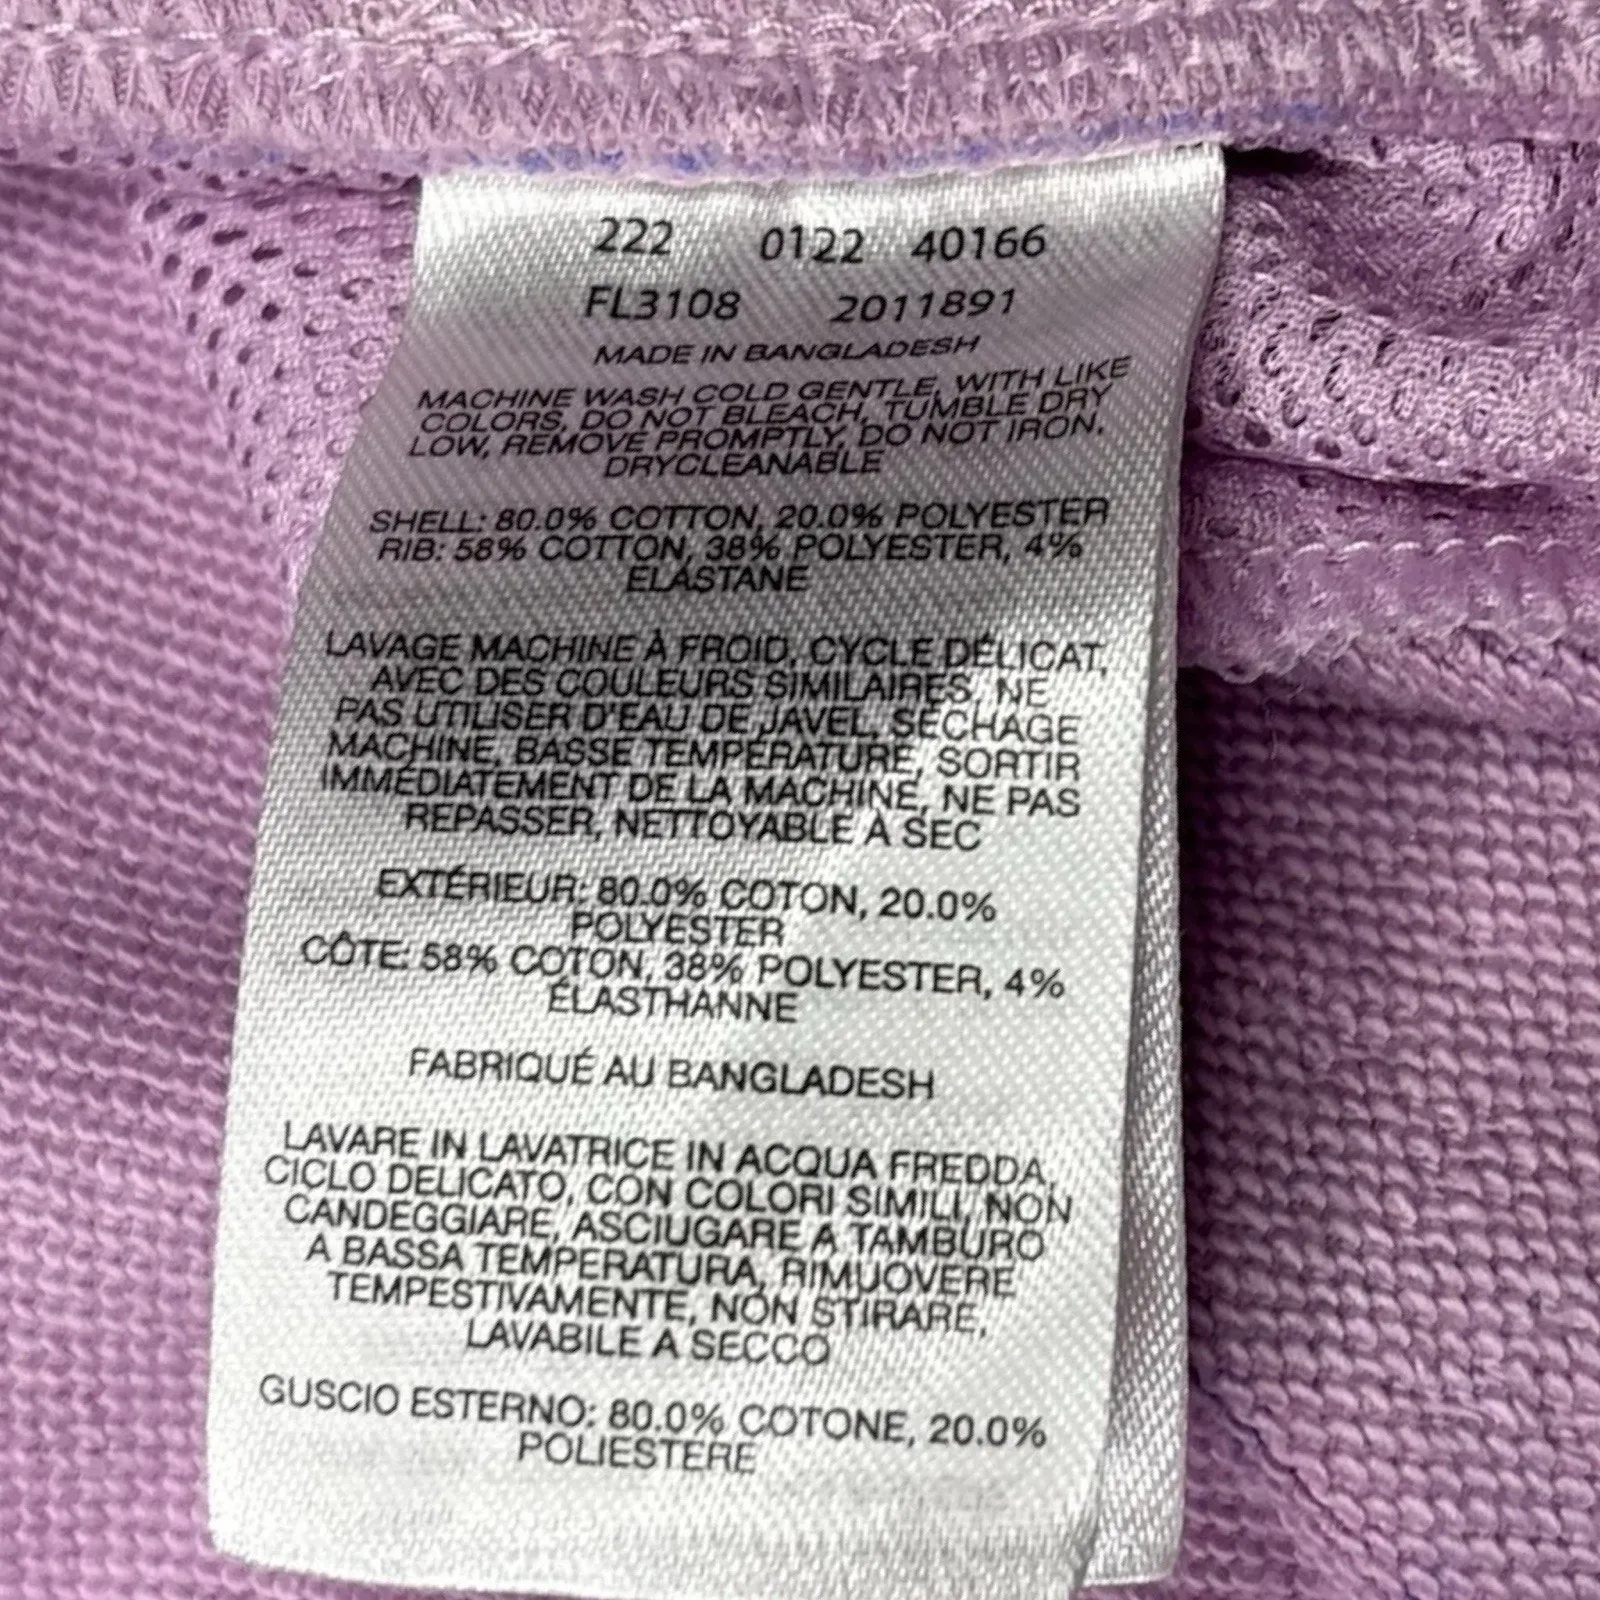 222 0122 40166
FL3108 2011891
MADE IN BANGLADESH
MACHINE WASH COLD GENTLE, WITH LIKE
COLORS, DO NOT BLEACH, TUMBLE DRY
LOW, REMOVE PROMPTLY, DO NOT IRON,
DRYCLEANABLE
SHELL: 80.0% COTTON, 20.0% POLYESTER
RIB: 58% COTTON, 38% POLYESTER, 4%
ELASTANE
LAVAGE MACHINE À FROID, CYCLE DÉLICAT,
AVEC DES COULEURS SIMILAIRES, NE
PAS UTILISER D'EAU DE JAVEL, SÉCHAGE
MACHINE, BASSE TEMPÉRATURE, SORTIR
IMMÉDIATEMENT DE LA MACHINE, NE PAS
REPASSER, NETTOYABLE À SEC
EXTÉRIEUR: 80.0% COTON, 20.0%
POLYESTER
CÔTE: 58% COTON, 38% POLYESTER, 4%
ÉLASTHANNE
FABRIQUÉ AU BANGLADESH
LAVARE IN LAVATRICE IN ACQUA FREDDA,
CICLO DELICATO, CON COLORI SIMILI, NON
CANDEGGIARE, ASCIUGARE A TAMBURO
A BASSA TEMPERATURA, RIMUOVERE
TEMPESTIVAMENTE, NON STIRARE,
LAVABILE A SECCO
GUSCIO ESTERNO: 80.0% COTONE, 20.0%
POLIESTERE